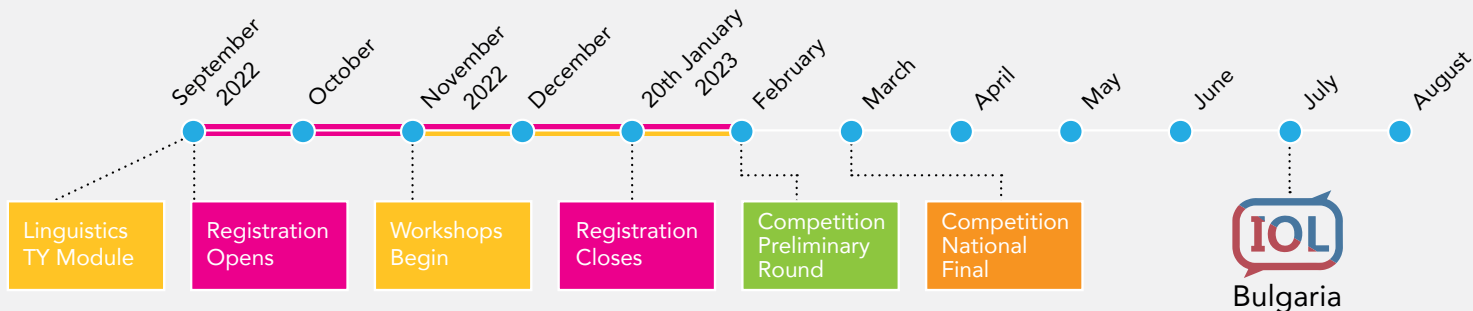 September
2022
October
November
2022
December
20th January
2023
February
March
April
May
June
July
August
Linguistics
TY Module
Registration
Opens
Workshops
Begin
Registration
Closes
Competition
Preliminary
Round
Competition
National
Final
IOL
Bulgaria